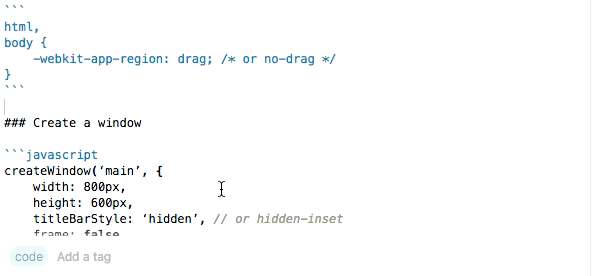 ```
html,
body {
    -webkit-app-region: drag; /* or no-drag */
}
```
### Create a window
```javascript
createWindow(‘main’, {
    width: 800px,
    height: 600px,
    titleBarStyle: ‘hidden’, // or hidden-inset
    frame: false
code Add a tag